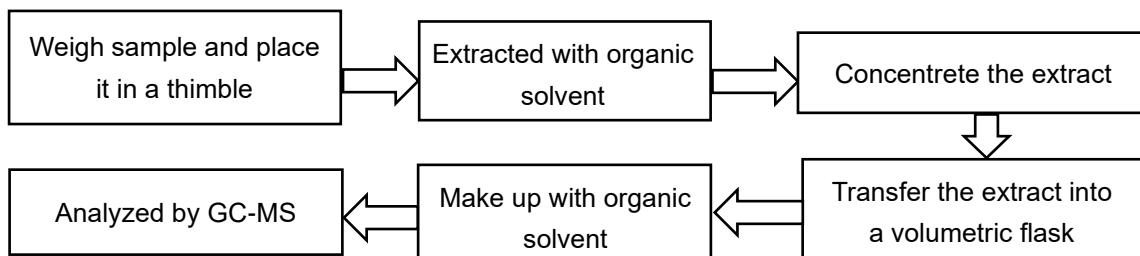 Weigh sample and place
it in a thimble
Extracted with organic
solvent
Concentrete the extract
Transfer the extract into
a volumetric flask
Make up with organic
solvent
Analyzed by GC-MS